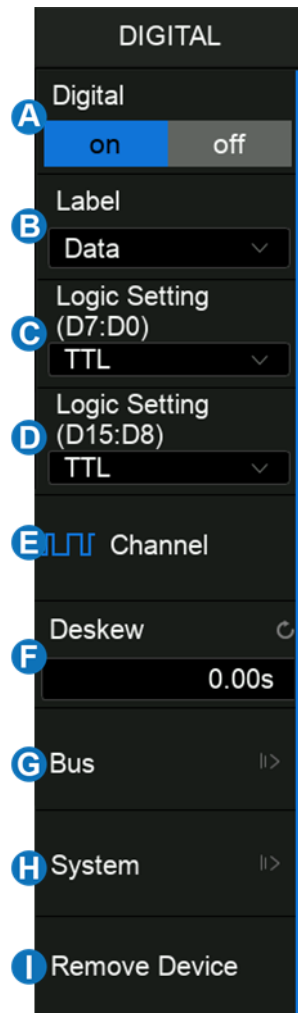 DIGITAL
A
Digital
on off
B
Label
Data
C
Logic Setting
(D7:D0)
TTL
D
Logic Setting
(D15:D8)
TTL
E
Channel
F
Deskew
0.00s
G
Bus
H
System
I
Remove Device